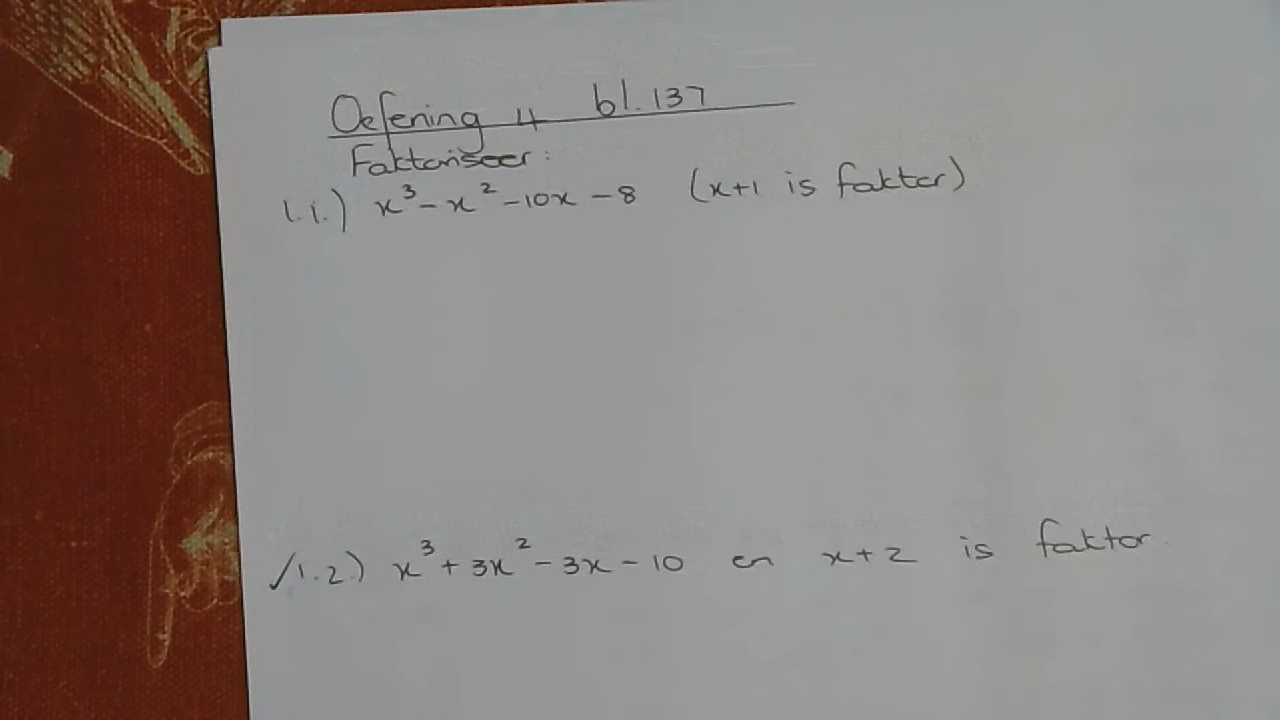 Oefening 4 bl. 137
Faktoriseer:
1.1.) x³ - x² - 10x - 8 (x+1 is faktor)
√1.2.) x³ + 3x² - 3x - 10 en x + 2 is faktor.